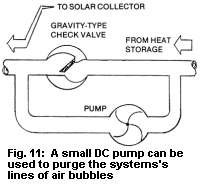 TO SOLAR COLLECTOR
GRAVITY-TYPE
CHECK VALVE
FROM HEAT
STORAGE
PUMP
Fig. 11: A small DC pump can be
used to purge the systems's
lines of air bubbles